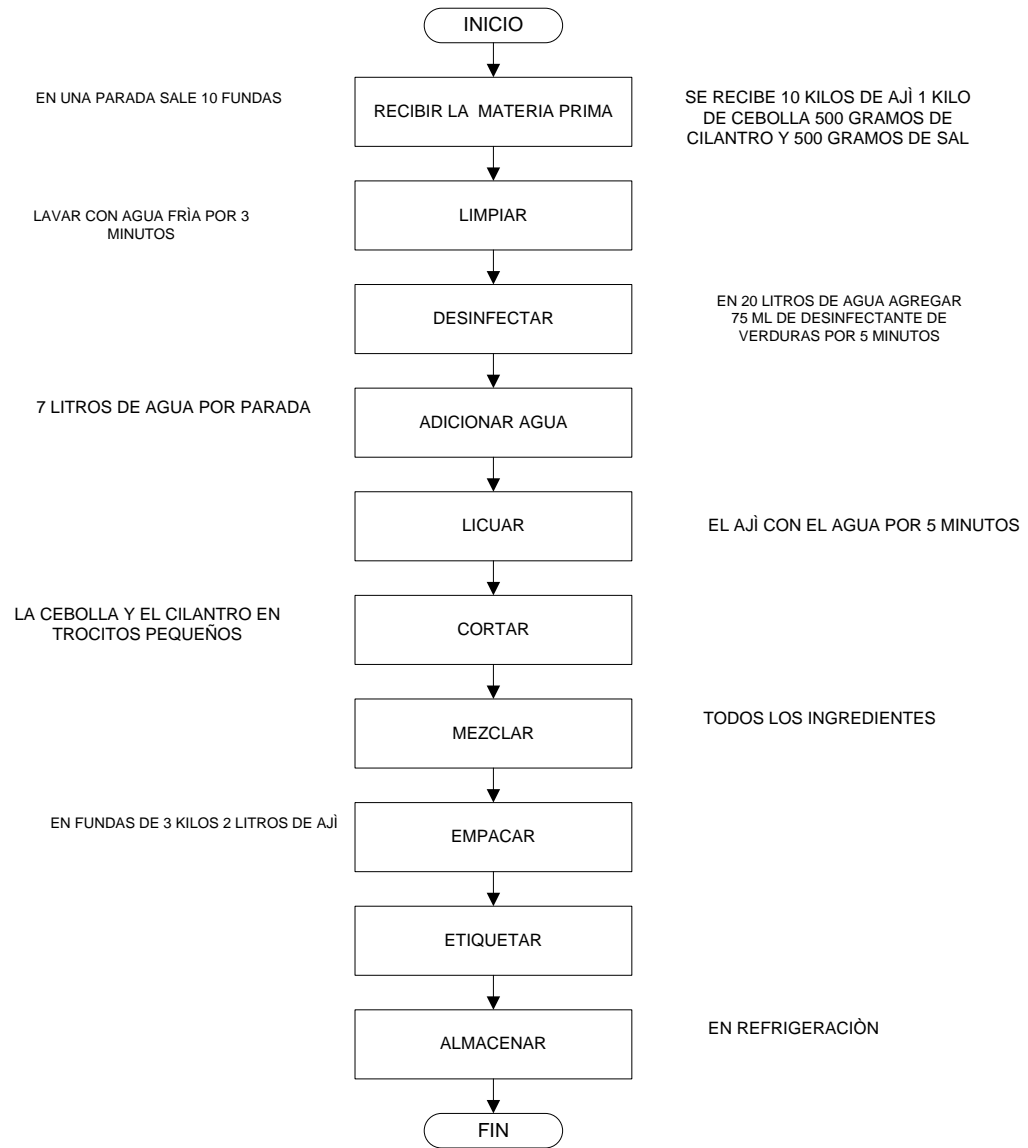 INICIO
EN UNA PARADA SALE 10 FUNDAS
RECIBIR LA MATERIA PRIMA
SE RECIBE 10 KILOS DE AJÌ 1 KILO
DE CEBOLLA 500 GRAMOS DE
CILANTRO Y 500 GRAMOS DE SAL
LAVAR CON AGUA FRÌA POR 3
MINUTOS
LIMPIAR
DESINFECTAR
EN 20 LITROS DE AGUA AGREGAR
75 ML DE DESINFECTANTE DE
VERDURAS POR 5 MINUTOS
7 LITROS DE AGUA POR PARADA
ADICIONAR AGUA
LICUAR
EL AJÌ CON EL AGUA POR 5 MINUTOS
LA CEBOLLA Y EL CILANTRO EN
TROCITOS PEQUEÑOS
CORTAR
MEZCLAR
TODOS LOS INGREDIENTES
EN FUNDAS DE 3 KILOS 2 LITROS DE AJÌ
EMPACAR
ETIQUETAR
ALMACENAR
EN REFRIGERACIÒN
FIN